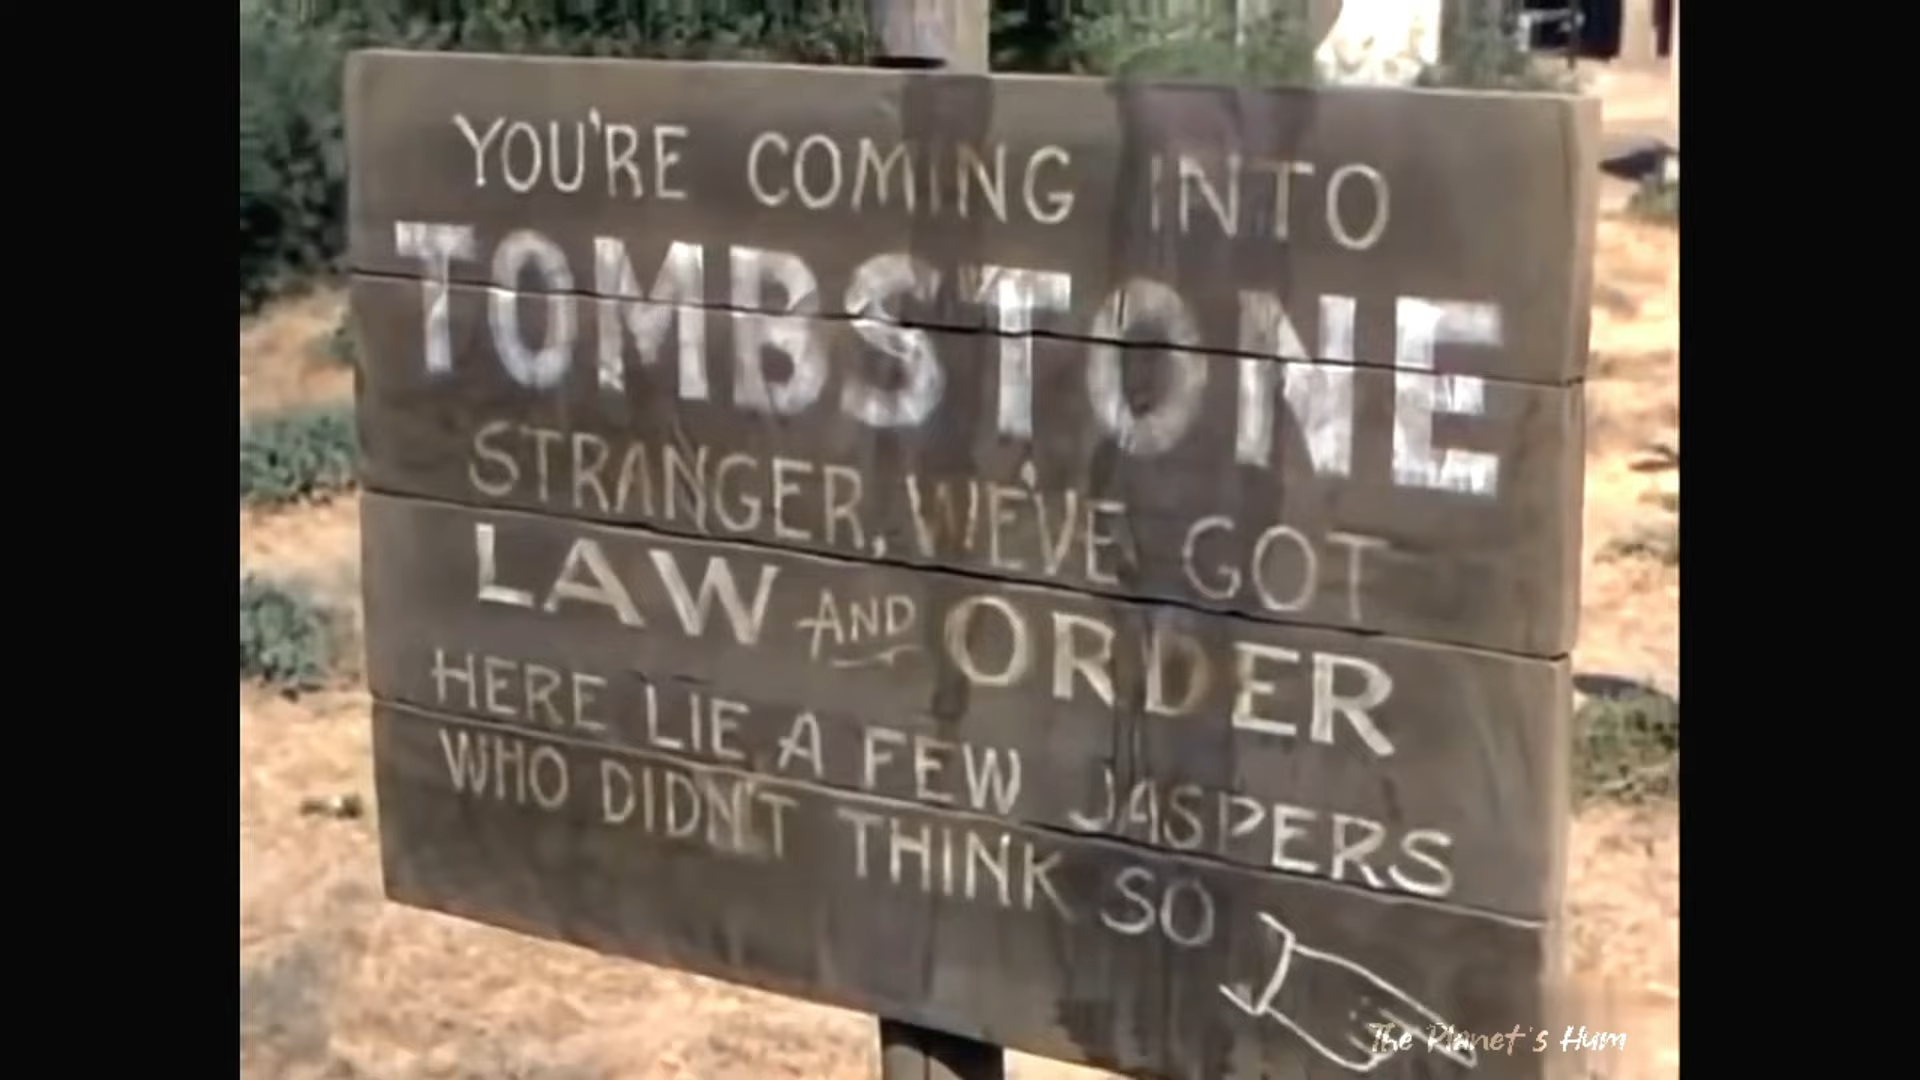 YOU'RE COMING INTO
TOMBSTONE
STRANGER, WE'VE GOT
LAW AND ORDER
HERE LIE A FEW JASPERS
WHO DIDN'T THINK SO
The Planet's Hum